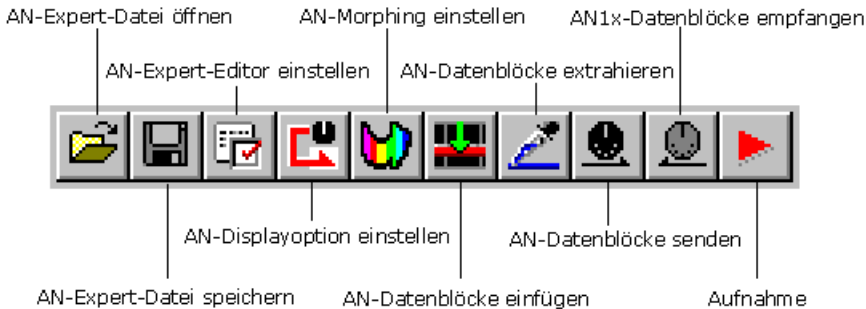 AN-Expert-Datei öffnen
AN-Morphing einstellen
AN1x-Datenblöcke empfangen
AN-Expert-Editor einstellen
AN-Datenblöcke extrahieren
AN-Displayoption einstellen
AN-Datenblöcke senden
AN-Expert-Datei speichern
AN-Datenblöcke einfügen
Aufnahme